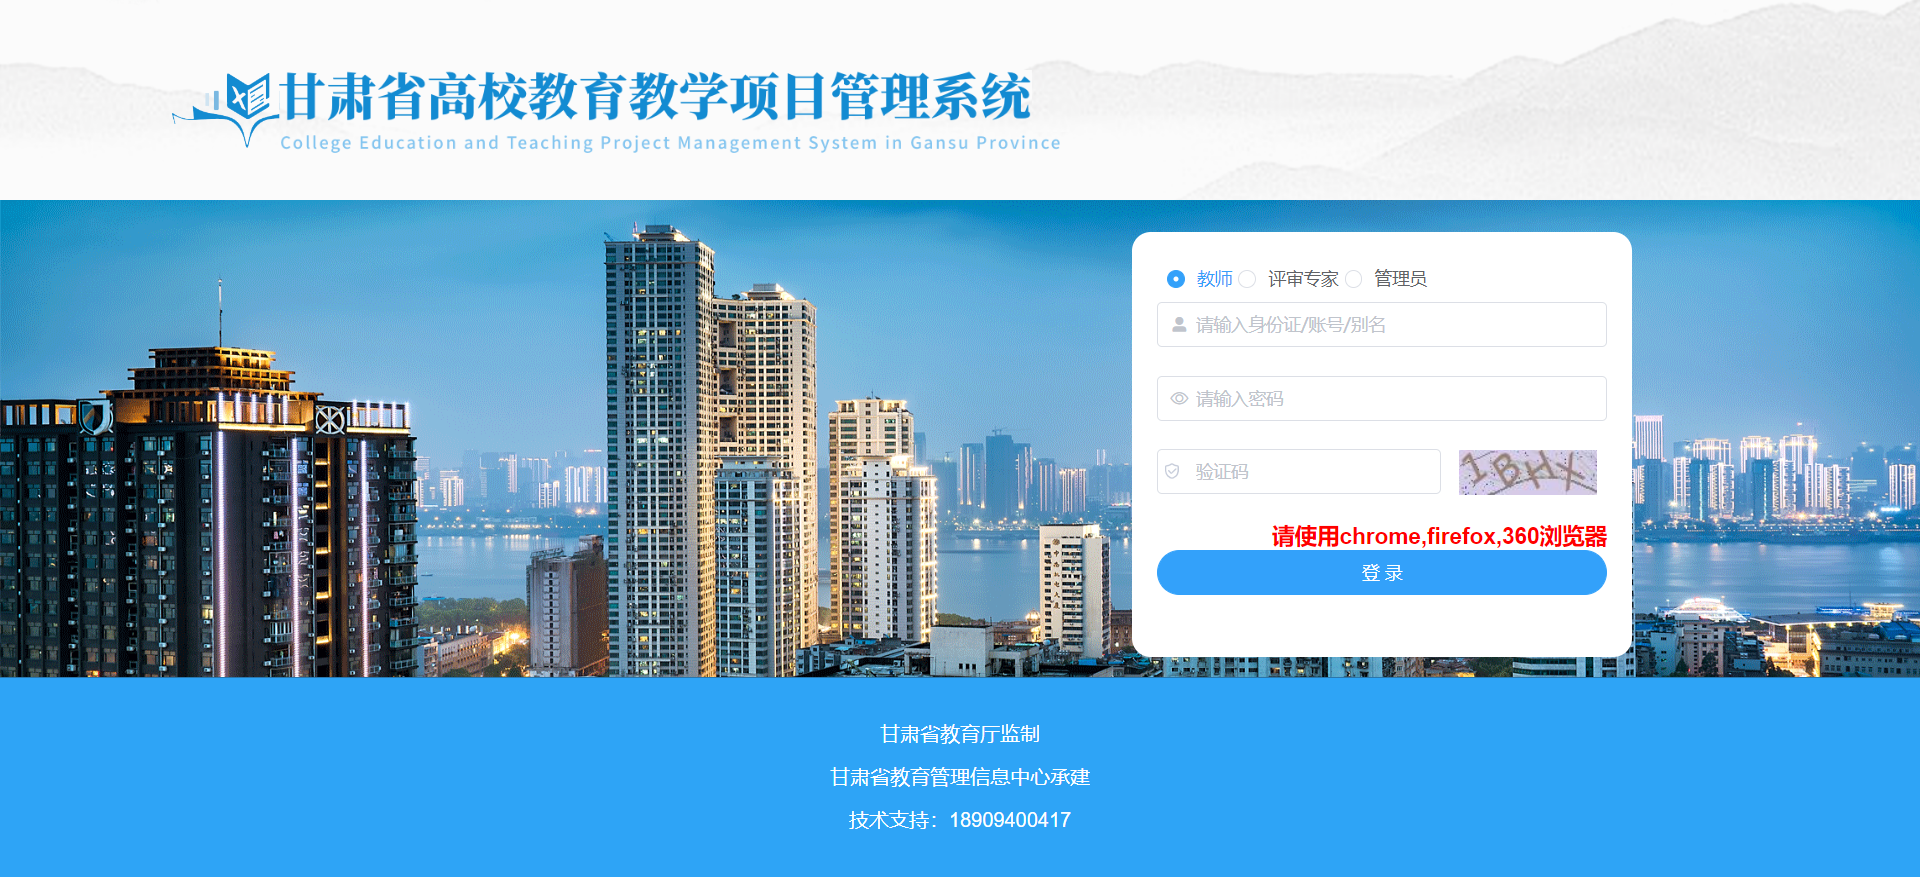 甘肃省高校教育教学项目管理系统
College Education and Teaching Project Management System in Gansu Province
教师 评审专家 管理员
请输入身份证/账号/别名
请输入密码
验证码
请使用chrome,firefox,360浏览器
登 录
甘肃省教育厅监制
甘肃省教育管理信息中心承建
技术支持：18909400417